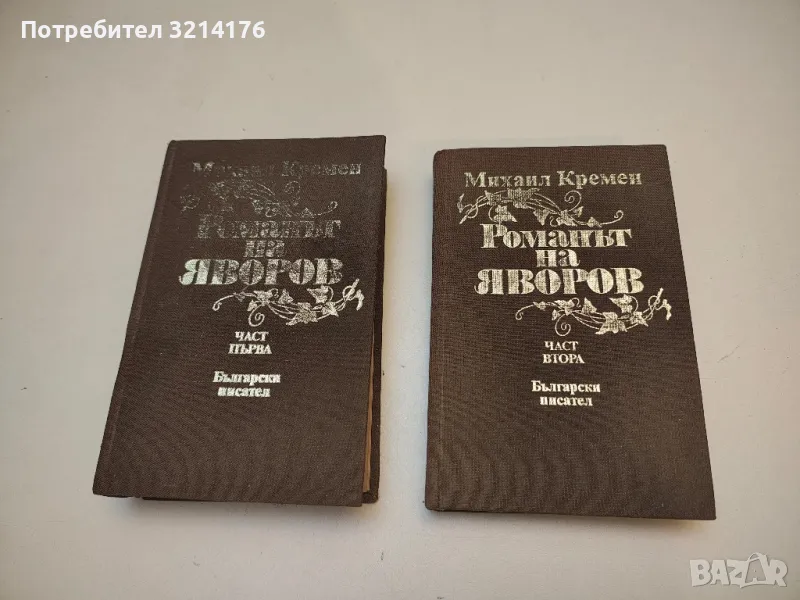 Потребител 3214176
Михаил Кремен
Романът
на
ЯВОРОВ
ЧАСТ
ПЪРВА
Български
писател
Михаил Кремен
Романът
на
ЯВОРОВ
ЧАСТ
ВТОРА
Български
писател
BAZAR